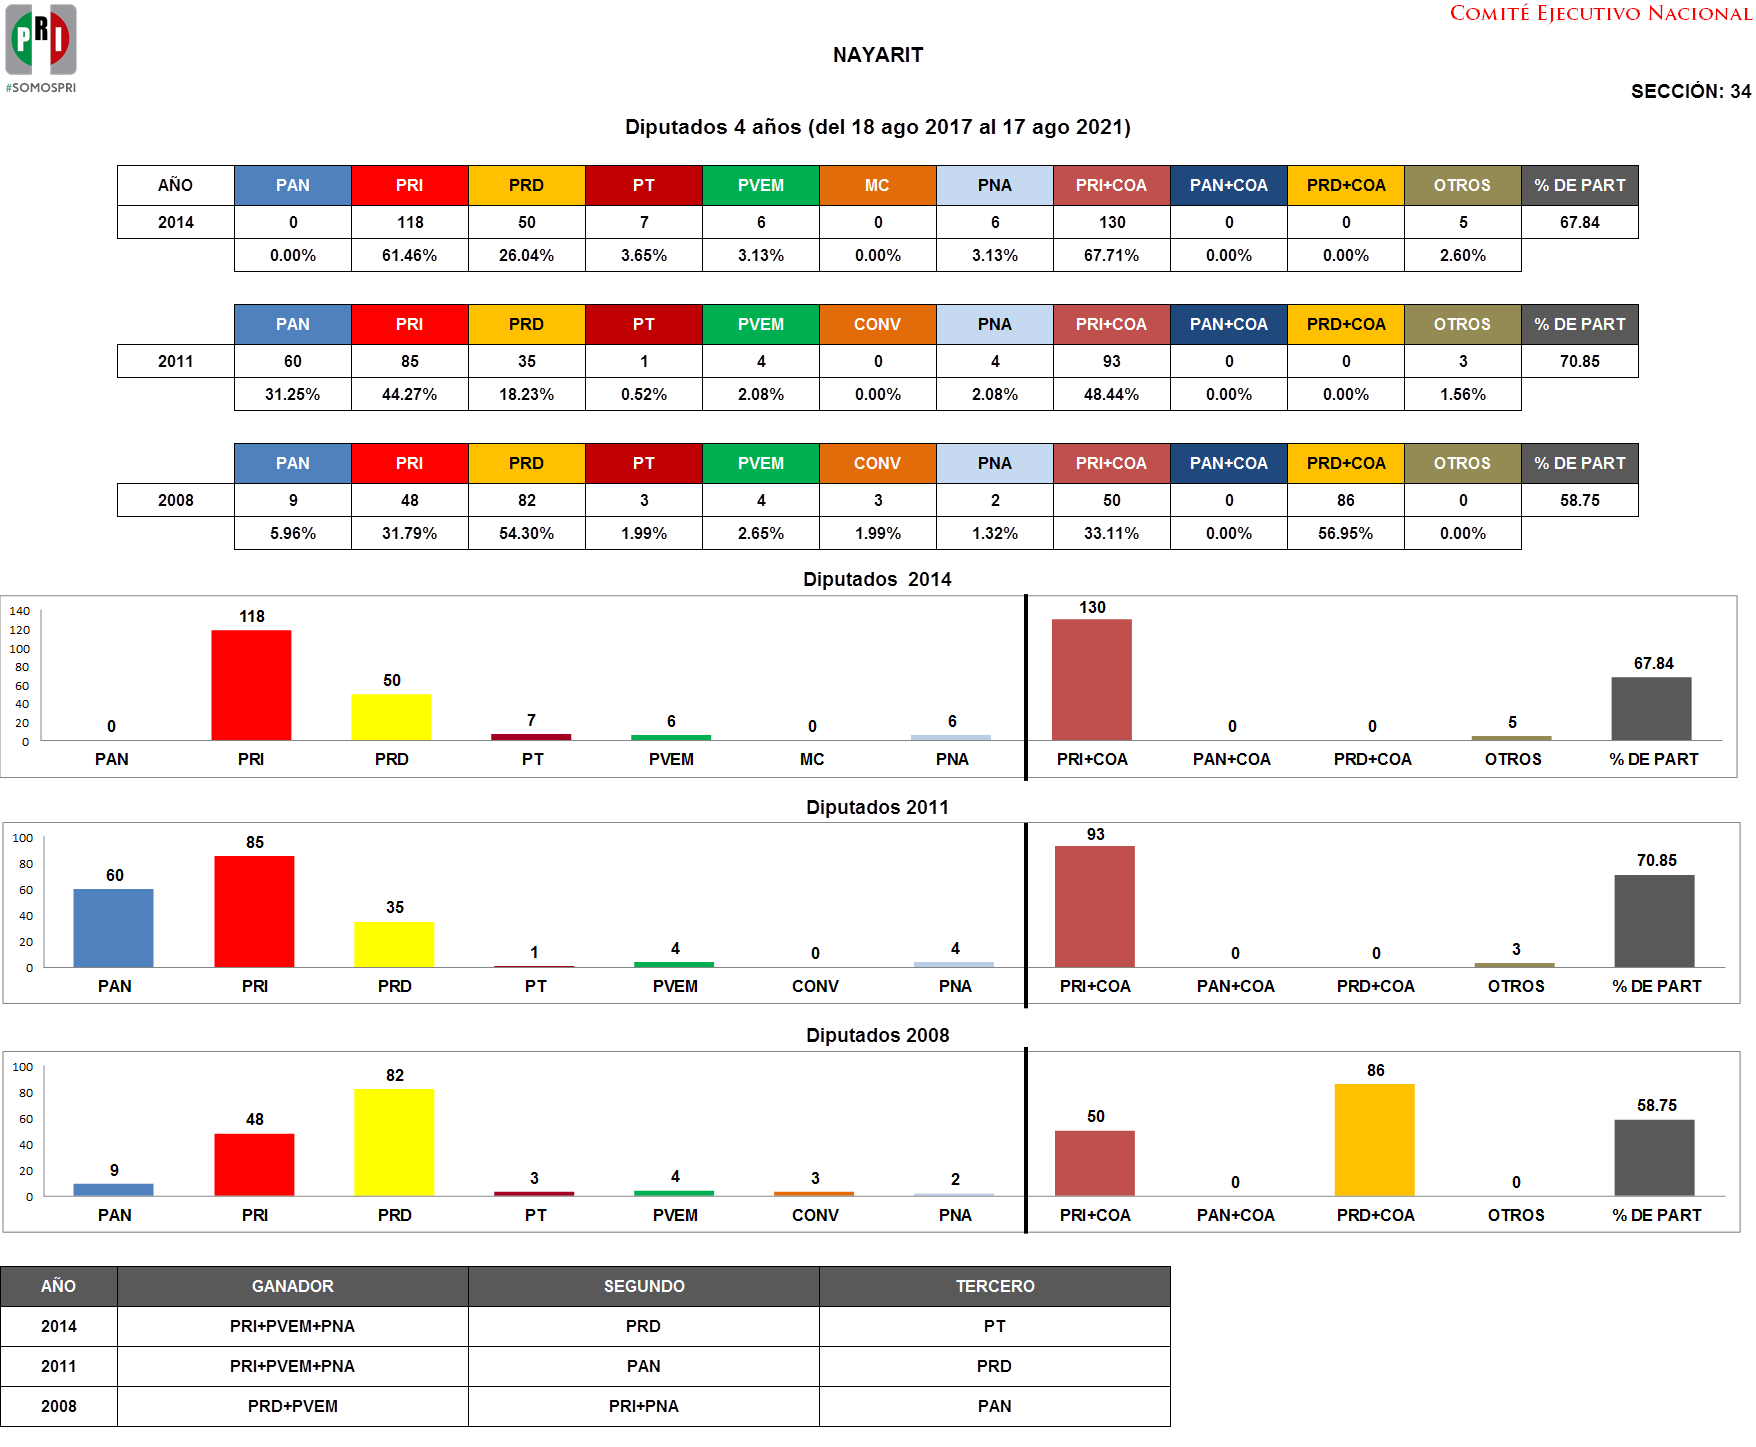 PRI
#SOMOSPRI
COMITÉ EJECUTIVO NACIONAL
NAYARIT
SECCIÓN: 34
Diputados 4 años (del 18 ago 2017 al 17 ago 2021)
AÑO PAN PRI PRD PT PVEM MC PNA PRI+COA PAN+COA PRD+COA OTROS % DE PART
2014 0 118 50 7 6 0 6 130 0 0 5 67.84
0.00% 61.46% 26.04% 3.65% 3.13% 0.00% 3.13% 67.71% 0.00% 0.00% 2.60%
PAN PRI PRD PT PVEM CONV PNA PRI+COA PAN+COA PRD+COA OTROS % DE PART
2011 60 85 35 1 4 0 4 93 0 0 3 70.85
31.25% 44.27% 18.23% 0.52% 2.08% 0.00% 2.08% 48.44% 0.00% 0.00% 1.56%
PAN PRI PRD PT PVEM CONV PNA PRI+COA PAN+COA PRD+COA OTROS % DE PART
2008 9 48 82 3 4 3 2 50 0 86 0 58.75
5.96% 31.79% 54.30% 1.99% 2.65% 1.99% 1.32% 33.11% 0.00% 56.95% 0.00%
Diputados 2014
140
120
100
80
60
40
20
0
0 118 50 7 6 0 6 130 0 0 5 67.84
PAN PRI PRD PT PVEM MC PNA PRI+COA PAN+COA PRD+COA OTROS % DE PART
Diputados 2011
100
80
60
40
20
0
60 85 35 1 4 0 4 93 0 0 3 70.85
PAN PRI PRD PT PVEM CONV PNA PRI+COA PAN+COA PRD+COA OTROS % DE PART
Diputados 2008
100
80
60
40
20
0
9 48 82 3 4 3 2 50 0 86 0 58.75
PAN PRI PRD PT PVEM CONV PNA PRI+COA PAN+COA PRD+COA OTROS % DE PART
AÑO GANADOR SEGUNDO TERCERO
2014 PRI+PVEM+PNA PRD PT
2011 PRI+PVEM+PNA PAN PRD
2008 PRD+PVEM PRI+PNA PAN